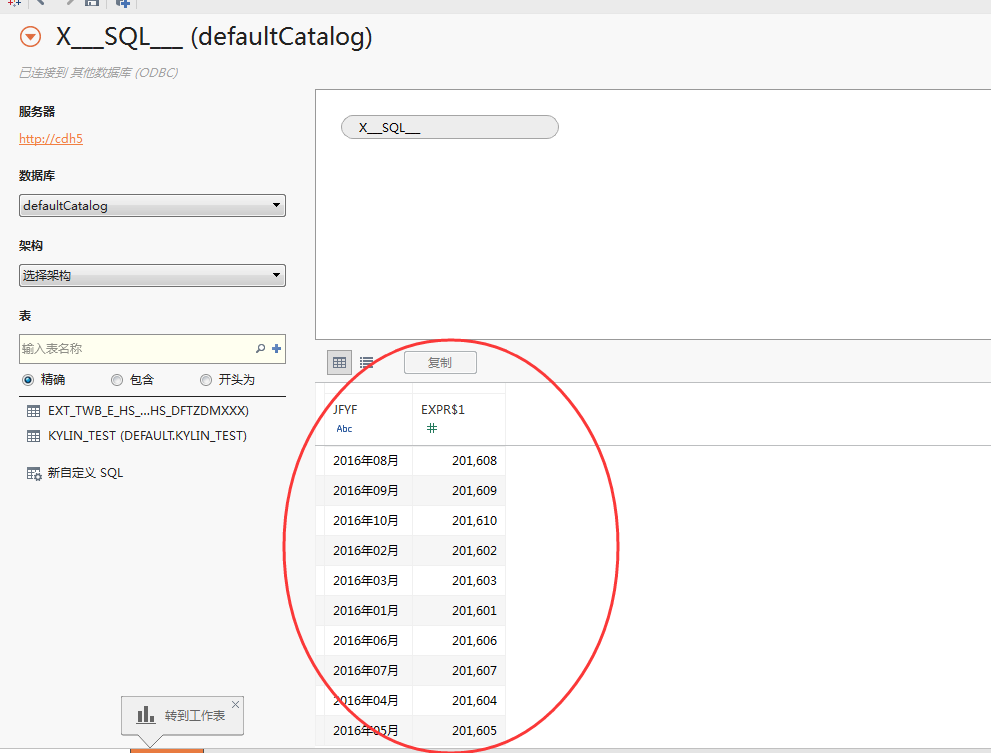 X___SQL___ (defaultCatalog)
已连接到 其他数据库 (ODBC)
服务器
http://cdh5
数据库
defaultCatalog
架构
选择架构
表
输入表名称
精确 包含 开头为
EXT_TWB_E_HS_...HS_DFTZDMXXX)
KYLIN_TEST (DEFAULT.KYLIN_TEST)
新自定义 SQL
转到工作表
X___SQL___
复制
JFYF EXPR$1
Abc #
2016年08月 201,608
2016年09月 201,609
2016年10月 201,610
2016年02月 201,602
2016年03月 201,603
2016年01月 201,601
2016年06月 201,606
2016年07月 201,607
2016年04月 201,604
2016年05月 201,605